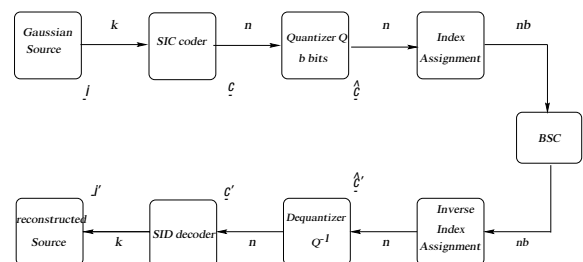 Gaussian
Source
k
SIC coder
n
Quantizer Q
b bits
n
Index
Assignment
nb
i
c
ĉ
BSC
i'
c'
ĉ'
reconstructed
Source
k
SID decoder
n
Dequantizer
Q-1
n
Inverse
Index
Assignment
nb